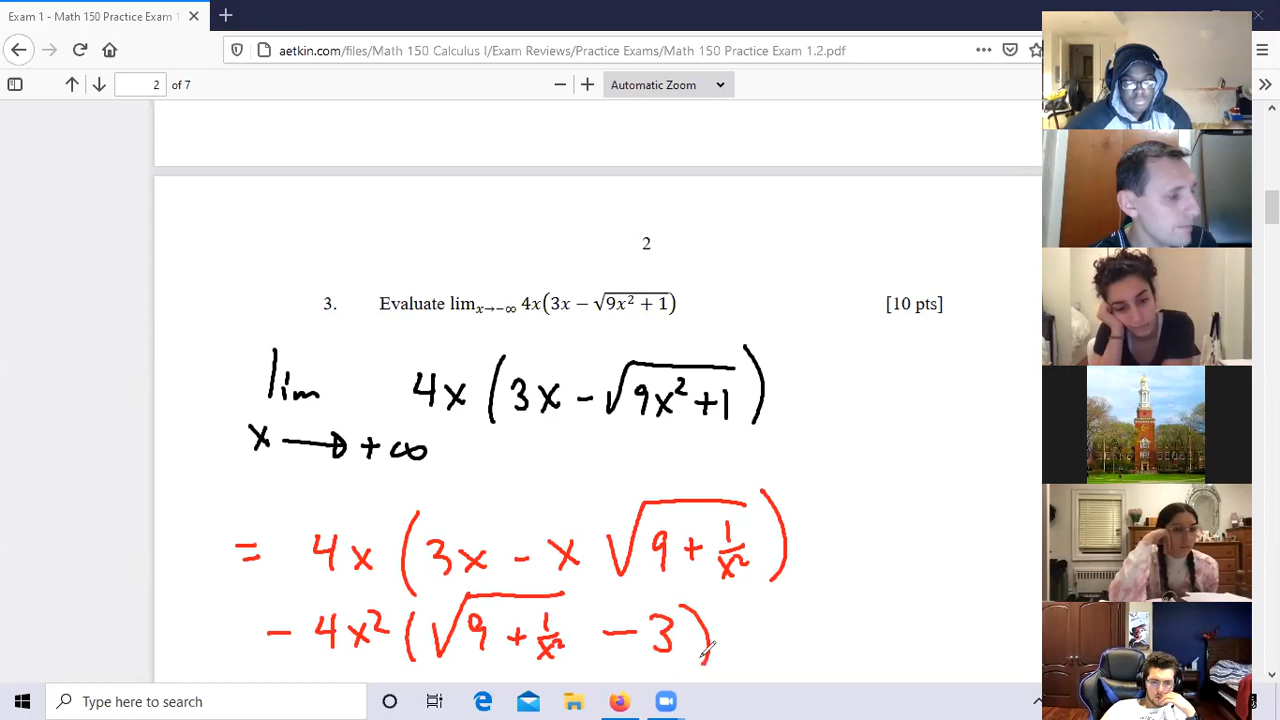 Exam 1 - Math 150 Practice Exam 1
aetkin.com/files/Math 150 Calculus I/Exam Reviews/Practice Exams/Math 150 Practice Exam 1.2.pdf
2 of 7
Automatic Zoom
2
3. Evaluate lim_{x→-∞} 4x(3x − √(9x² + 1)) [10 pts]
lim 4x (3x − √(9x² + 1))
x → +∞
= 4x (3x − x √(9 + 1/x²))
− 4x² (√(9 + 1/x²) − 3)
Type here to search